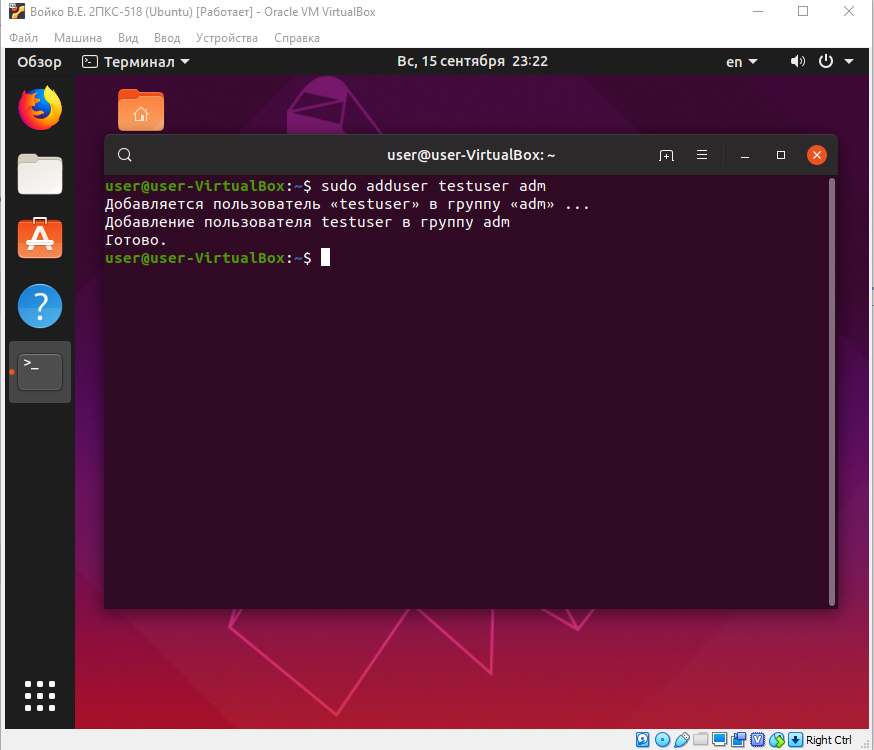 Войко В.Е. 2ПКС-518 (Ubuntu) [Работает] - Oracle VM VirtualBox
Файл Машина Вид Ввод Устройства Справка
Обзор Терминал Вс, 15 сентября 23:22 en
user@user-VirtualBox: ~
user@user-VirtualBox:~$ sudo adduser testuser adm
Добавляется пользователь «testuser» в группу «adm» ...
Добавление пользователя testuser в группу adm
Готово.
user@user-VirtualBox:~$
Right Ctrl